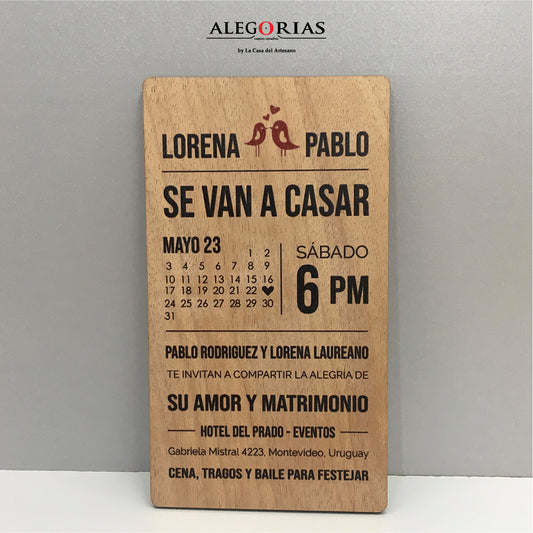 ALEGORIAS
by La Casa del Artesano
LORENA PABLO
SE VAN A CASAR
MAYO 23
1 2
3 4 5 6 7 8 9
10 11 12 13 14 15 16
17 18 19 20 21 22 ♥
24 25 26 27 28 29 30
31
SÁBADO
6 PM
PABLO RODRIGUEZ Y LORENA LAUREANO
TE INVITAN A COMPARTIR LA ALEGRÍA DE
SU AMOR Y MATRIMONIO
HOTEL DEL PRADO - EVENTOS
Gabriela Mistral 4223, Montevideo, Uruguay
CENA, TRAGOS Y BAILE PARA FESTEJAR